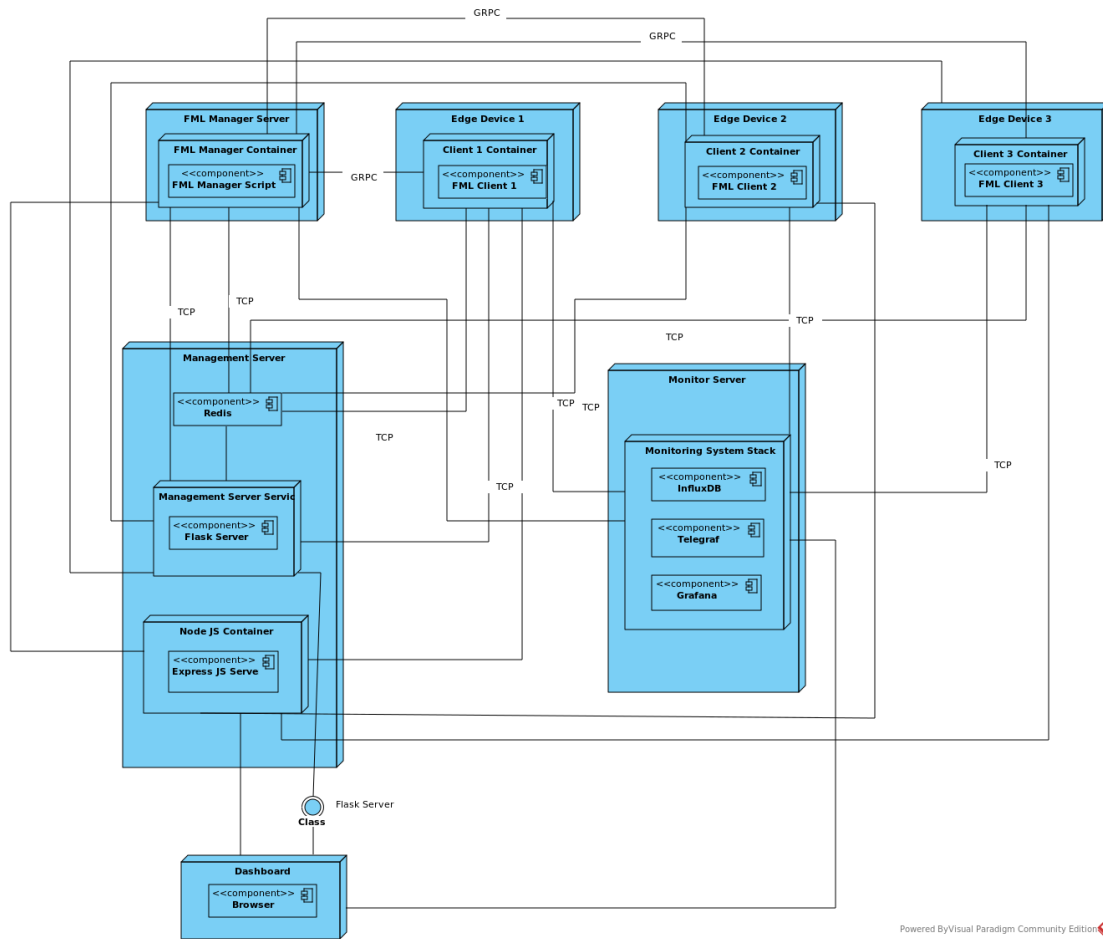 GRPC
GRPC
FML Manager Server
Edge Device 1
Edge Device 2
Edge Device 3
FML Manager Container
<<component>>
FML Manager Script
GRPC
Client 1 Container
<<component>>
FML Client 1
Client 2 Container
<<component>>
FML Client 2
Client 3 Container
<<component>>
FML Client 3
TCP
TCP
TCP
TCP
Management Server
Monitor Server
<<component>>
Redis
TCP
TCP
TCP
TCP
TCP
Monitoring System Stack
<<component>>
InfluxDB
<<component>>
Telegraf
<<component>>
Grafana
Management Server Servic
<<component>>
Flask Server
Node JS Container
<<component>>
Express JS Serve
Flask Server
Class
Dashboard
<<component>>
Browser
Powered ByVisual Paradigm Community Edition